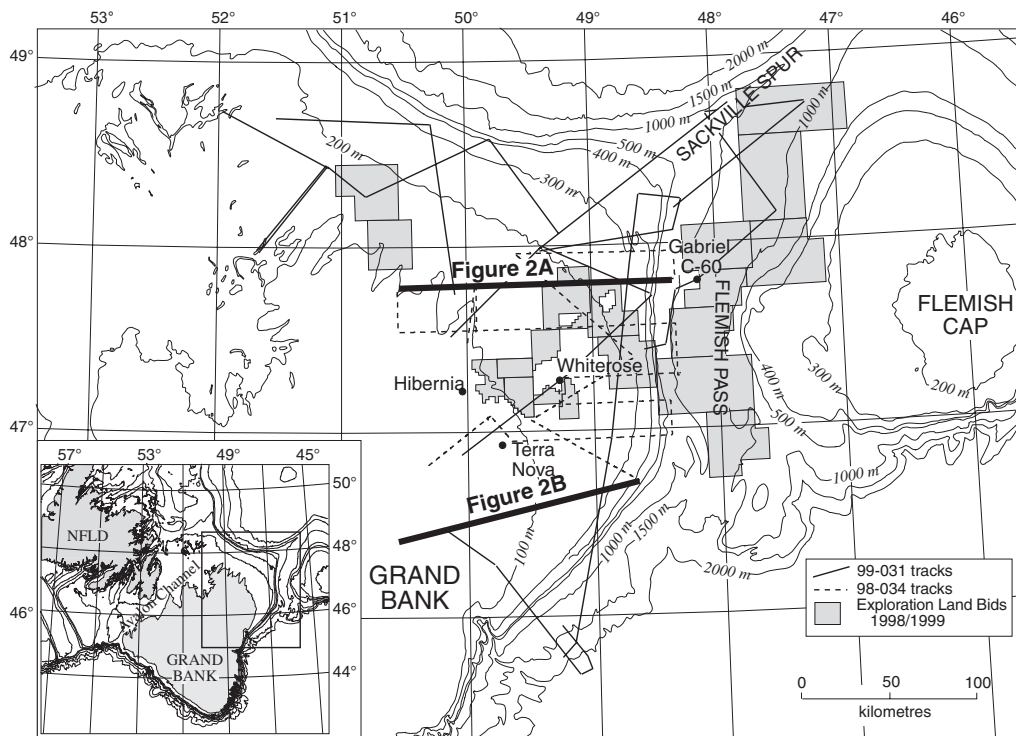 53° 52° 51° 50° 49° 48° 47° 46°
49°
48°
47°
46°
2000 m
1500 m
1000 m
500 m
400 m
300 m
200 m
SACKVILLE SPUR
1000 m
Gabriel
C-60
Figure 2A
FLEMISH PASS
FLEMISH
CAP
Whiterose
Hibernia
400 m
300 m
200 m
500 m
1000 m
Terra
Nova
Figure 2B
100 m
1000 m
1500 m
2000 m
GRAND
BANK
57° 53° 49° 45°
50°
48°
46°
44°
NFLD
Avalon Channel
GRAND
BANK
99-031 tracks
98-034 tracks
Exploration Land Bids
1998/1999
0 50 100
kilometres